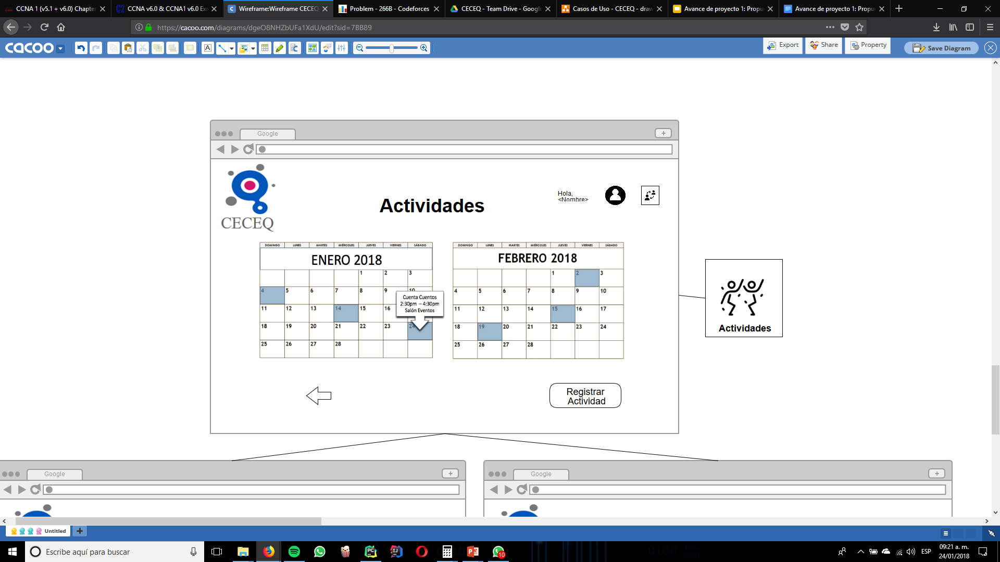 CCNA 1 (v5.1 + v6.0) Chapter
CCNA v6.0 & CCNA1 v6.0 Exa
Wireframe:Wireframe CECEQ
Problem - 266B - Codeforces
CECEQ - Team Drive - Google
Casos de Uso - CECEQ - draw
Avance de proyecto 1: Propu
Avance de proyecto 1: Propu
https://cacoo.com/diagrams/dgeO8NHZbUFa1XdU/edit?sid=7BB89
cacoo
Export
Share
Property
Save Diagram
Google
CECEQ
Actividades
Hola,
<Nombre>
DOMINGO LUNES MARTES MIÉRCOLES JUEVES VIERNES SÁBADO
ENERO 2018
1 2 3
4 5 6 7 8 9 10
11 12 13 14 15 16
18 19 20 21 22 23 24
25 26 27 28
Cuenta Cuentos
2:30pm – 4:30pm
Salón Eventos
DOMINGO LUNES MARTES MIÉRCOLES JUEVES VIERNES SÁBADO
FEBRERO 2018
1 2 3
4 5 6 7 8 9 10
11 12 13 14 15 16 17
18 19 20 21 22 23 24
25 26 27 28
Actividades
Registrar
Actividad
Google
Google
Untitled
Escribe aquí para buscar
10
ESP
09:21 a. m.
24/01/2018